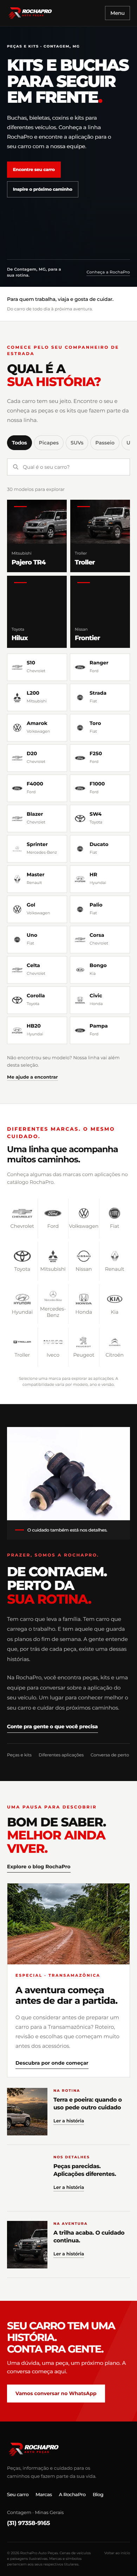 ROCHAPRO
AUTO PEÇAS
Menu
PEÇAS E KITS · CONTAGEM, MG
KITS E BUCHAS
PARA SEGUIR
EM FRENTE.
Buchas, bieletas, coxins e kits para
diferentes veículos. Conheça a linha
RochaPro e encontre a aplicação do
seu carro com a nossa equipe.
Encontre seu carro
Inspire o próximo caminho
De Contagem, MG, para a
sua rotina.
Conheça a RochaPro
Para quem trabalha, viaja e gosta de cuidar.
Do carro de todo dia à próxima aventura.
COMECE PELO SEU COMPANHEIRO DE
ESTRADA
QUAL É A
SUA HISTÓRIA?
Cada carro tem seu jeito. Encontre o seu e
conheça as peças e os kits que fazem parte da
nossa linha.
Todos
Picapes
SUVs
Passeio
U
Qual é o seu carro?
30 modelos para explorar
Mitsubishi
Pajero TR4
Troller
Troller
Toyota
Hilux
Nissan
Frontier
S10
Chevrolet
Ranger
Ford
L200
Mitsubishi
Strada
Fiat
Amarok
Volkswagen
Toro
Fiat
D20
Chevrolet
F250
Ford
F4000
Ford
F1000
Ford
Blazer
Chevrolet
SW4
Toyota
Sprinter
Mercedes-Benz
Ducato
Fiat
Master
Renault
HR
Hyundai
Gol
Volkswagen
Palio
Fiat
Uno
Fiat
Corsa
Chevrolet
Celta
Chevrolet
Bongo
Kia
Corolla
Toyota
Civic
Honda
HB20
Hyundai
Pampa
Ford
Não encontrou seu modelo? Nossa linha vai além
desta seleção.
Me ajude a encontrar
DIFERENTES MARCAS. O MESMO
CUIDADO.
Uma linha que acompanha
muitos caminhos.
Conheça algumas das marcas com aplicações no
catálogo RochaPro.
Chevrolet
Ford
Volkswagen
Fiat
Toyota
Mitsubishi
Nissan
Renault
Hyundai
Mercedes-
Benz
Honda
Kia
Troller
Iveco
Peugeot
Citroën
Selecione uma marca para explorar as aplicações. A
compatibilidade varia por modelo, ano e versão.
O cuidado também está nos detalhes.
PRAZER, SOMOS A ROCHAPRO.
DE CONTAGEM.
PERTO DA
SUA ROTINA.
Tem carro que leva a família. Tem carro que
carrega o trabalho. E tem aquele que guarda
os planos do fim de semana. A gente entende
que, por trás de cada peça, existe uma dessas
histórias.
Na RochaPro, você encontra peças, kits e uma
equipe para conversar sobre a aplicação do
seu veículo. Um lugar para conhecer melhor o
seu carro e cuidar dos próximos caminhos.
Conte pra gente o que você precisa
Peças e kits
Diferentes aplicações
Conversa de perto
UMA PAUSA PARA DESCOBRIR
BOM DE SABER.
MELHOR AINDA
VIVER.
Explore o blog RochaPro
ESPECIAL · TRANSAMAZÔNICA
A aventura começa
antes de dar a partida.
O que considerar antes de preparar um
carro para a Transamazônica? Roteiro,
revisão e escolhas que começam muito
antes dos acessórios.
Descubra por onde começar
NA ROTINA
Terra e poeira: quando o
uso pede outro cuidado
Ler a história
NOS DETALHES
Peças parecidas.
Aplicações diferentes.
Ler a história
NA AVENTURA
A trilha acaba. O cuidado
continua.
Ler a história
SEU CARRO TEM UMA
HISTÓRIA.
CONTA PRA GENTE.
Uma dúvida, uma peça, um próximo plano. A
conversa começa aqui.
Vamos conversar no WhatsApp
ROCHAPRO
AUTO PEÇAS
Peças, informação e cuidado para os
caminhos que fazem parte da sua vida.
Seu carro
Marcas
A RochaPro
Blog
Contagem · Minas Gerais
(31) 97358-9165